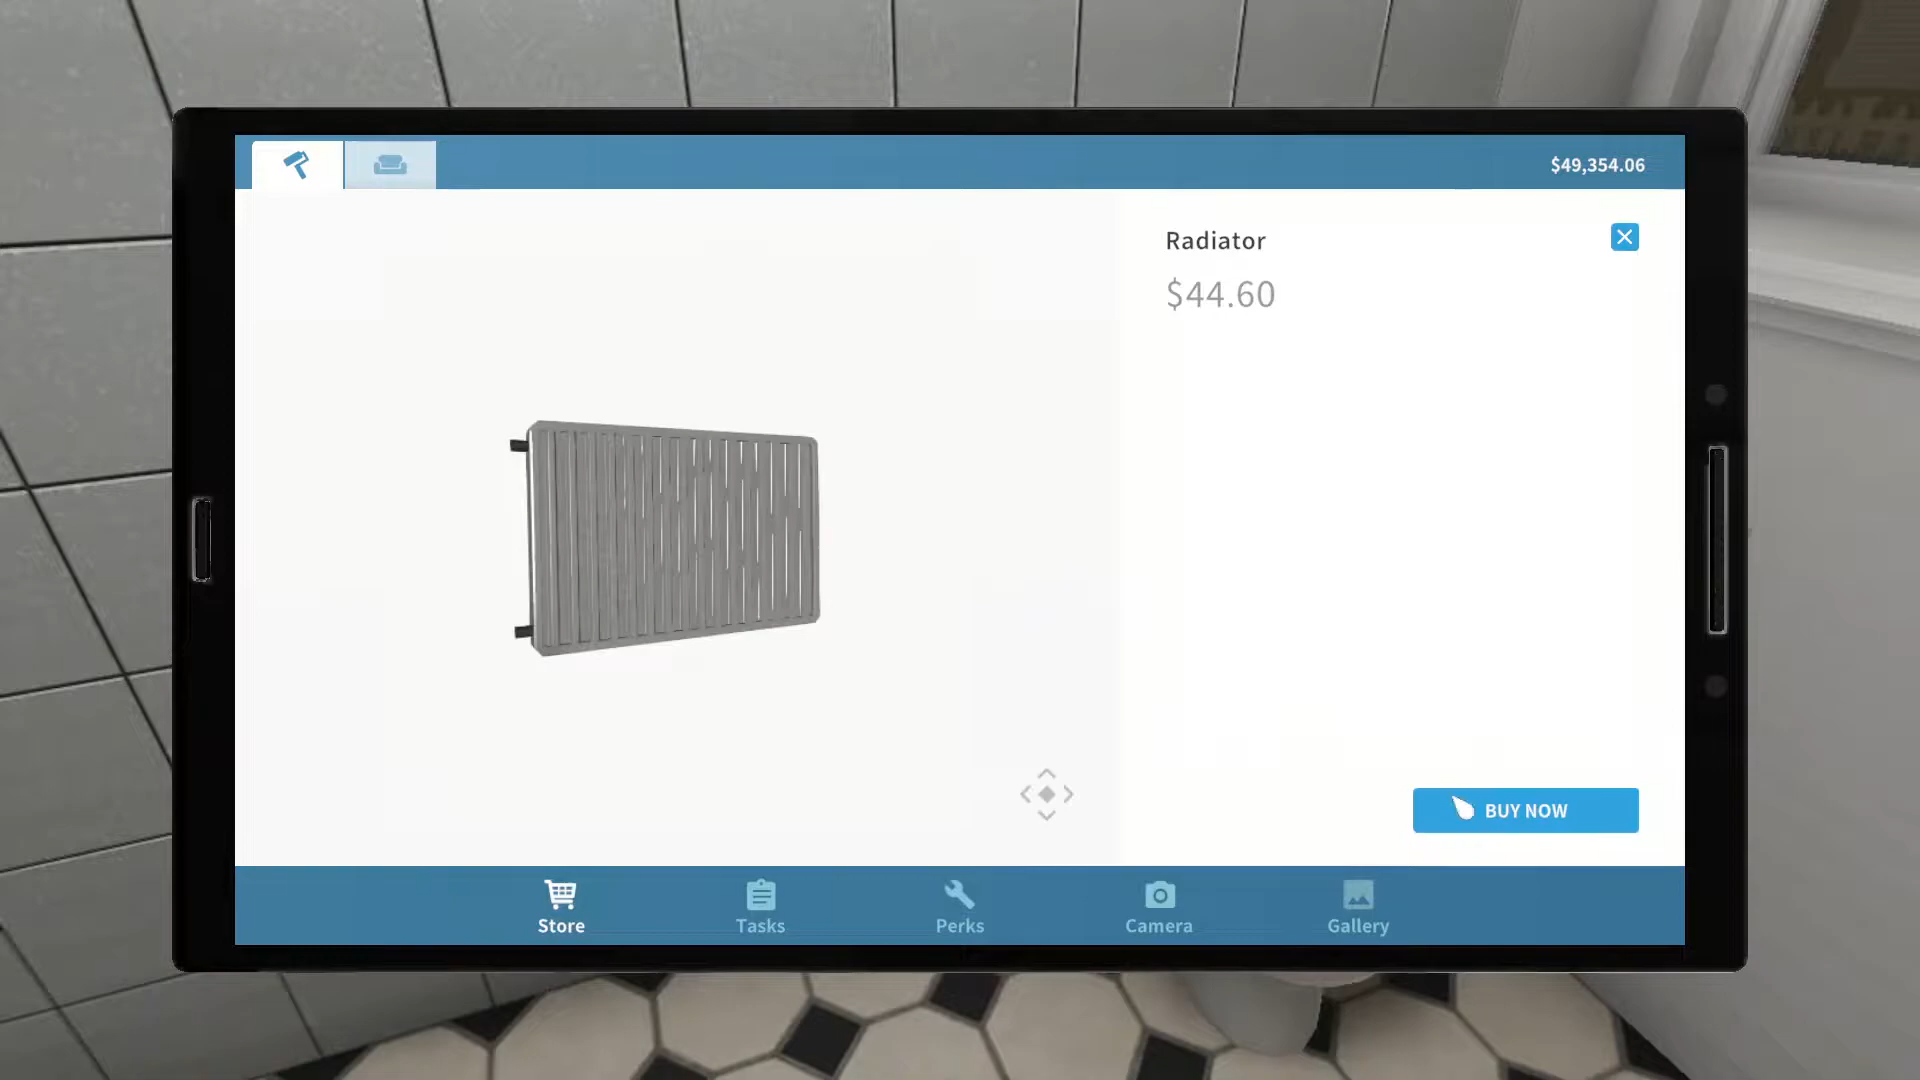 $49,354.06
Radiator
$44.60
BUY NOW
Store
Tasks
Perks
Camera
Gallery